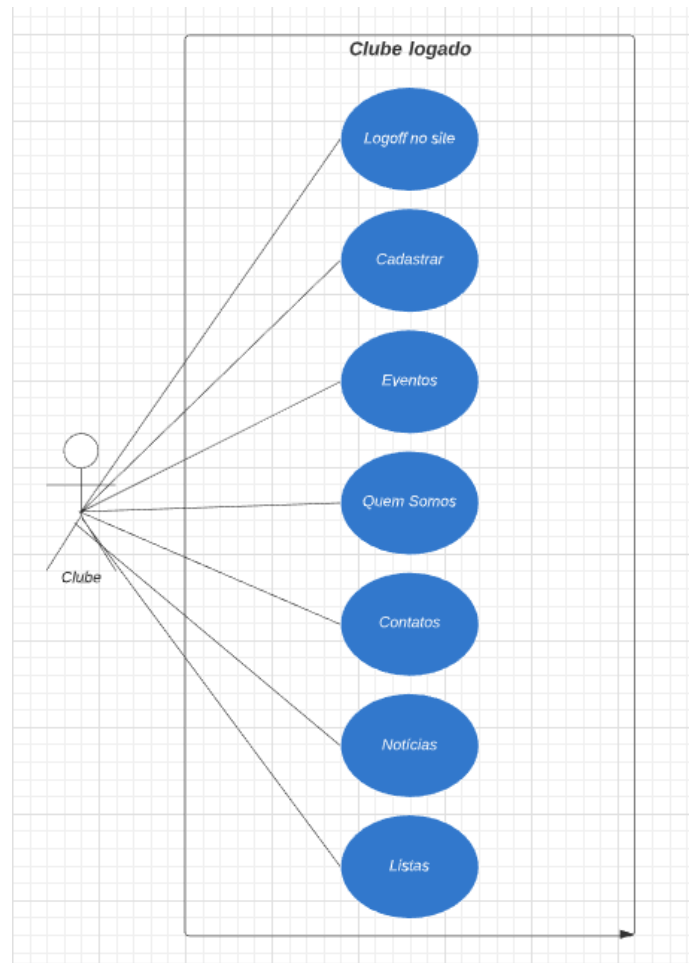 Clube logado
Logoff no site
Cadastrar
Eventos
Quem Somos
Clube
Contatos
Notícias
Listas